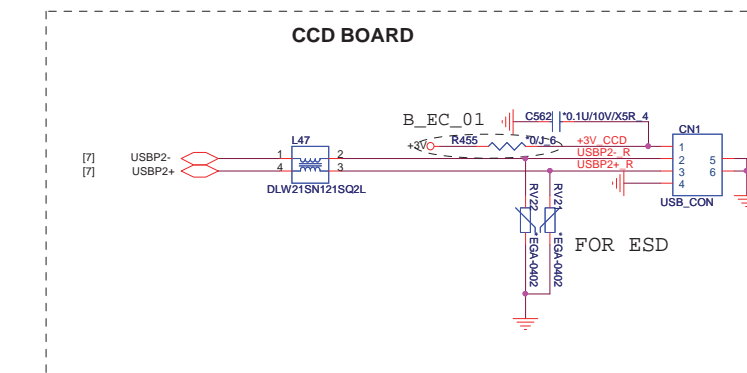 CCD BOARD
B_EC_01
C562 *0.1U/10V/X5R_4
+3V R455 *0/J_6 +3V_CCD
CN1
L47
[7] USBP2- 1 2 USBP2-_R
[7] USBP2+ 4 3 USBP2+_R
DLW21SN121SQ2L
1
2 5
3 6
4
USB_CON
RV22
*EGA-0402
RV21
*EGA-0402
FOR ESD